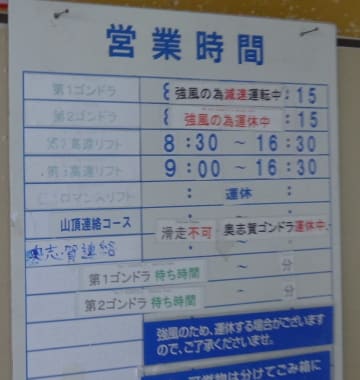 営業時間
第1ゴンドラ 8 強風の為減速運転中 :15
第2ゴンドラ 8 強風の為運休中 :15
第2高速リフト 8:30 ～ 16:30
第3高速リフト 9:00 ～ 16:30
ロマンスリフト : 運休 :
山頂連絡コース 滑走不可 奥志賀ゴンドラ運休中
奥志賀連絡 ～
第1ゴンドラ 待ち時間 ～ 分
第2ゴンドラ 待ち時間 ～ 分
強風のため、運休する場合がございます
ので、ご了承くださいませ。
は分けてごみ箱に